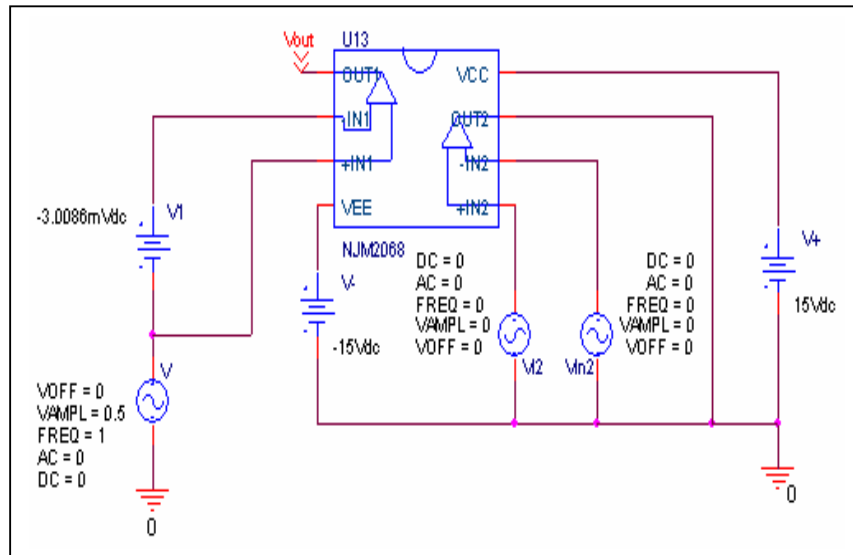 Vout
U13
OUT1
VCC
-IN1
OUT2
+IN1
-IN2
VEE
+IN2
NJM2068
-3.0086mVdc
V1
V-
-15Vdc
DC = 0
AC = 0
FREQ = 0
VAMPL = 0
VOFF = 0
VI2
DC = 0
AC = 0
FREQ = 0
VAMPL = 0
VOFF = 0
Vin2
V+
15Vdc
V
VOFF = 0
VAMPL = 0.5
FREQ = 1
AC = 0
DC = 0
0
0